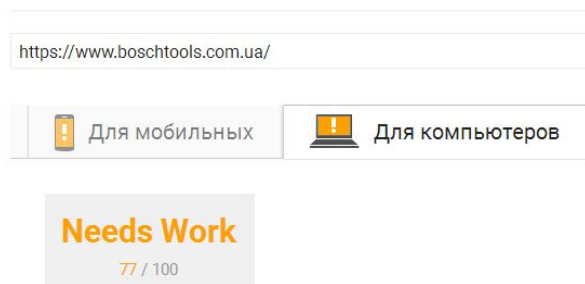 https://www.boschtools.com.ua/
Для мобильных
Для компьютеров
Needs Work
77 / 100